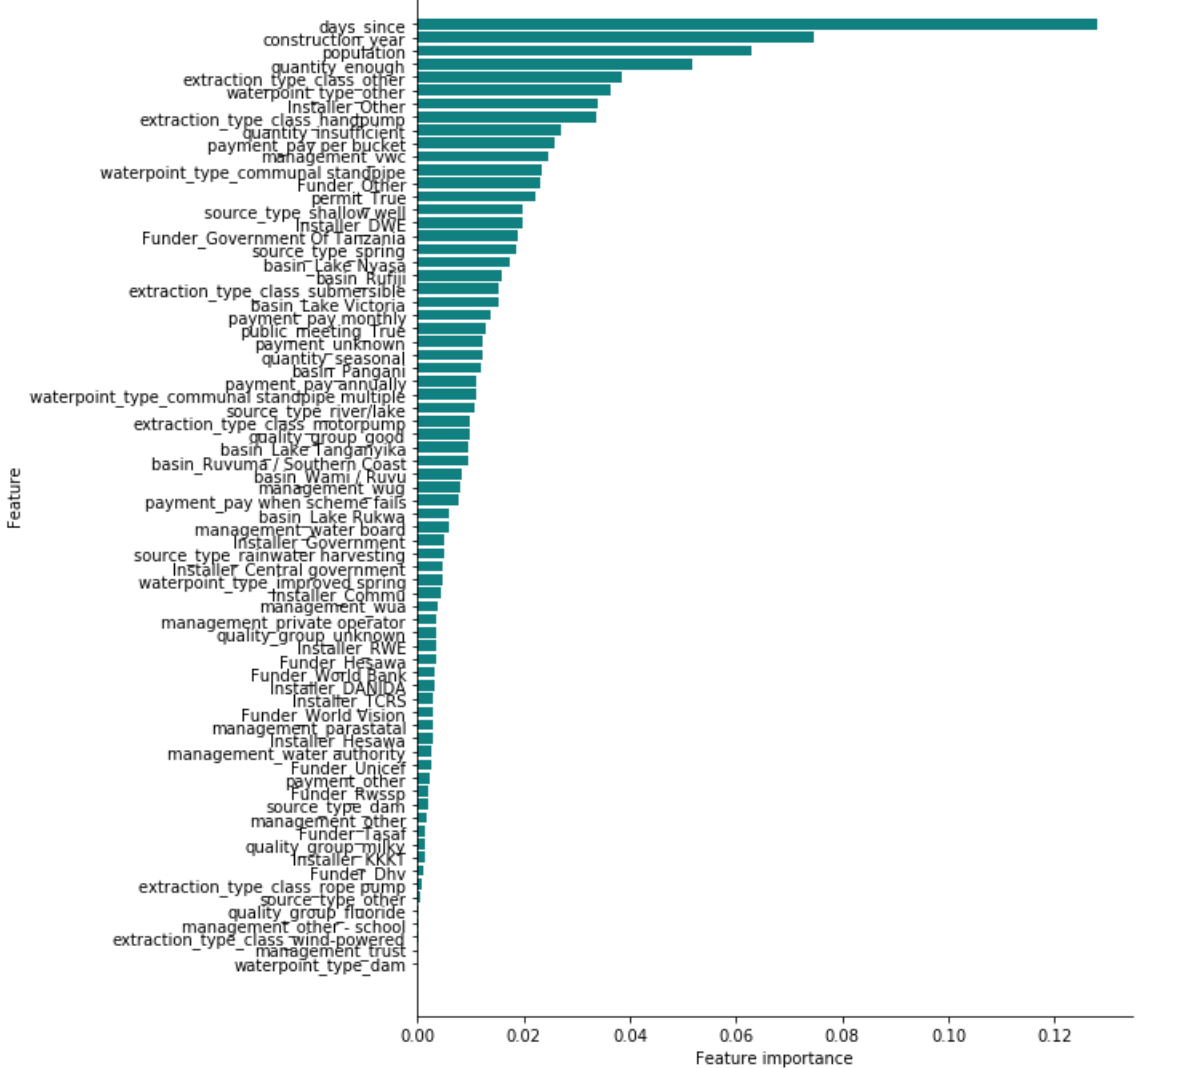 days_since
construction_year
population
quantity_enough
extraction_type_class_other
waterpoint_type_other
Installer_Other
extraction_type_class_handpump
quantity_insufficient
payment_pay per bucket
management_vwc
waterpoint_type_communal standpipe
Funder_Other
permit_True
source_type_shallow well
Installer_DWE
Funder_Government Of Tanzania
source_type_spring
basin_Lake Nyasa
basin_Rufiji
extraction_type_class_submersible
basin_Lake Victoria
payment_pay monthly
public_meeting_True
payment_unknown
quantity_seasonal
basin_Pangani
payment_pay annually
waterpoint_type_communal standpipe multiple
source_type_river/lake
extraction_type_class_motorpump
quality_group_good
basin_Lake Tanganyika
basin_Ruvuma / Southern Coast
basin_Wami / Ruvu
management_wug
payment_pay when scheme fails
basin_Lake Rukwa
management_water board
Installer_Government
source_type_rainwater harvesting
Installer_Central government
waterpoint_type_improved spring
Installer_Commu
management_wua
management_private operator
quality_group_unknown
Installer_RWE
Funder_Hesawa
Funder_World Bank
Installer_DANIDA
Installer_TCRS
Funder_World Vision
management_parastatal
Installer_Hesawa
management_water authority
Funder_Unicef
payment_other
Funder_Rwssp
source_type_dam
management_other
Funder_Tasaf
quality_group_milky
Installer_KKKT
Funder_Dhv
extraction_type_class_rope pump
source_type_other
quality_group_fluoride
management_other - school
extraction_type_class_wind-powered
management_trust
waterpoint_type_dam
Feature
0.00 0.02 0.04 0.06 0.08 0.10 0.12
Feature importance